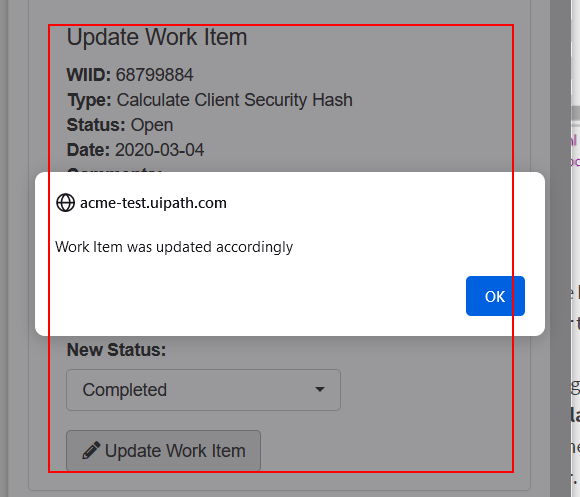 Update Work Item
WIID: 68799884
Type: Calculate Client Security Hash
Status: Open
Date: 2020-03-04
acme-test.uipath.com
Work Item was updated accordingly
OK
New Status:
Completed
Update Work Item